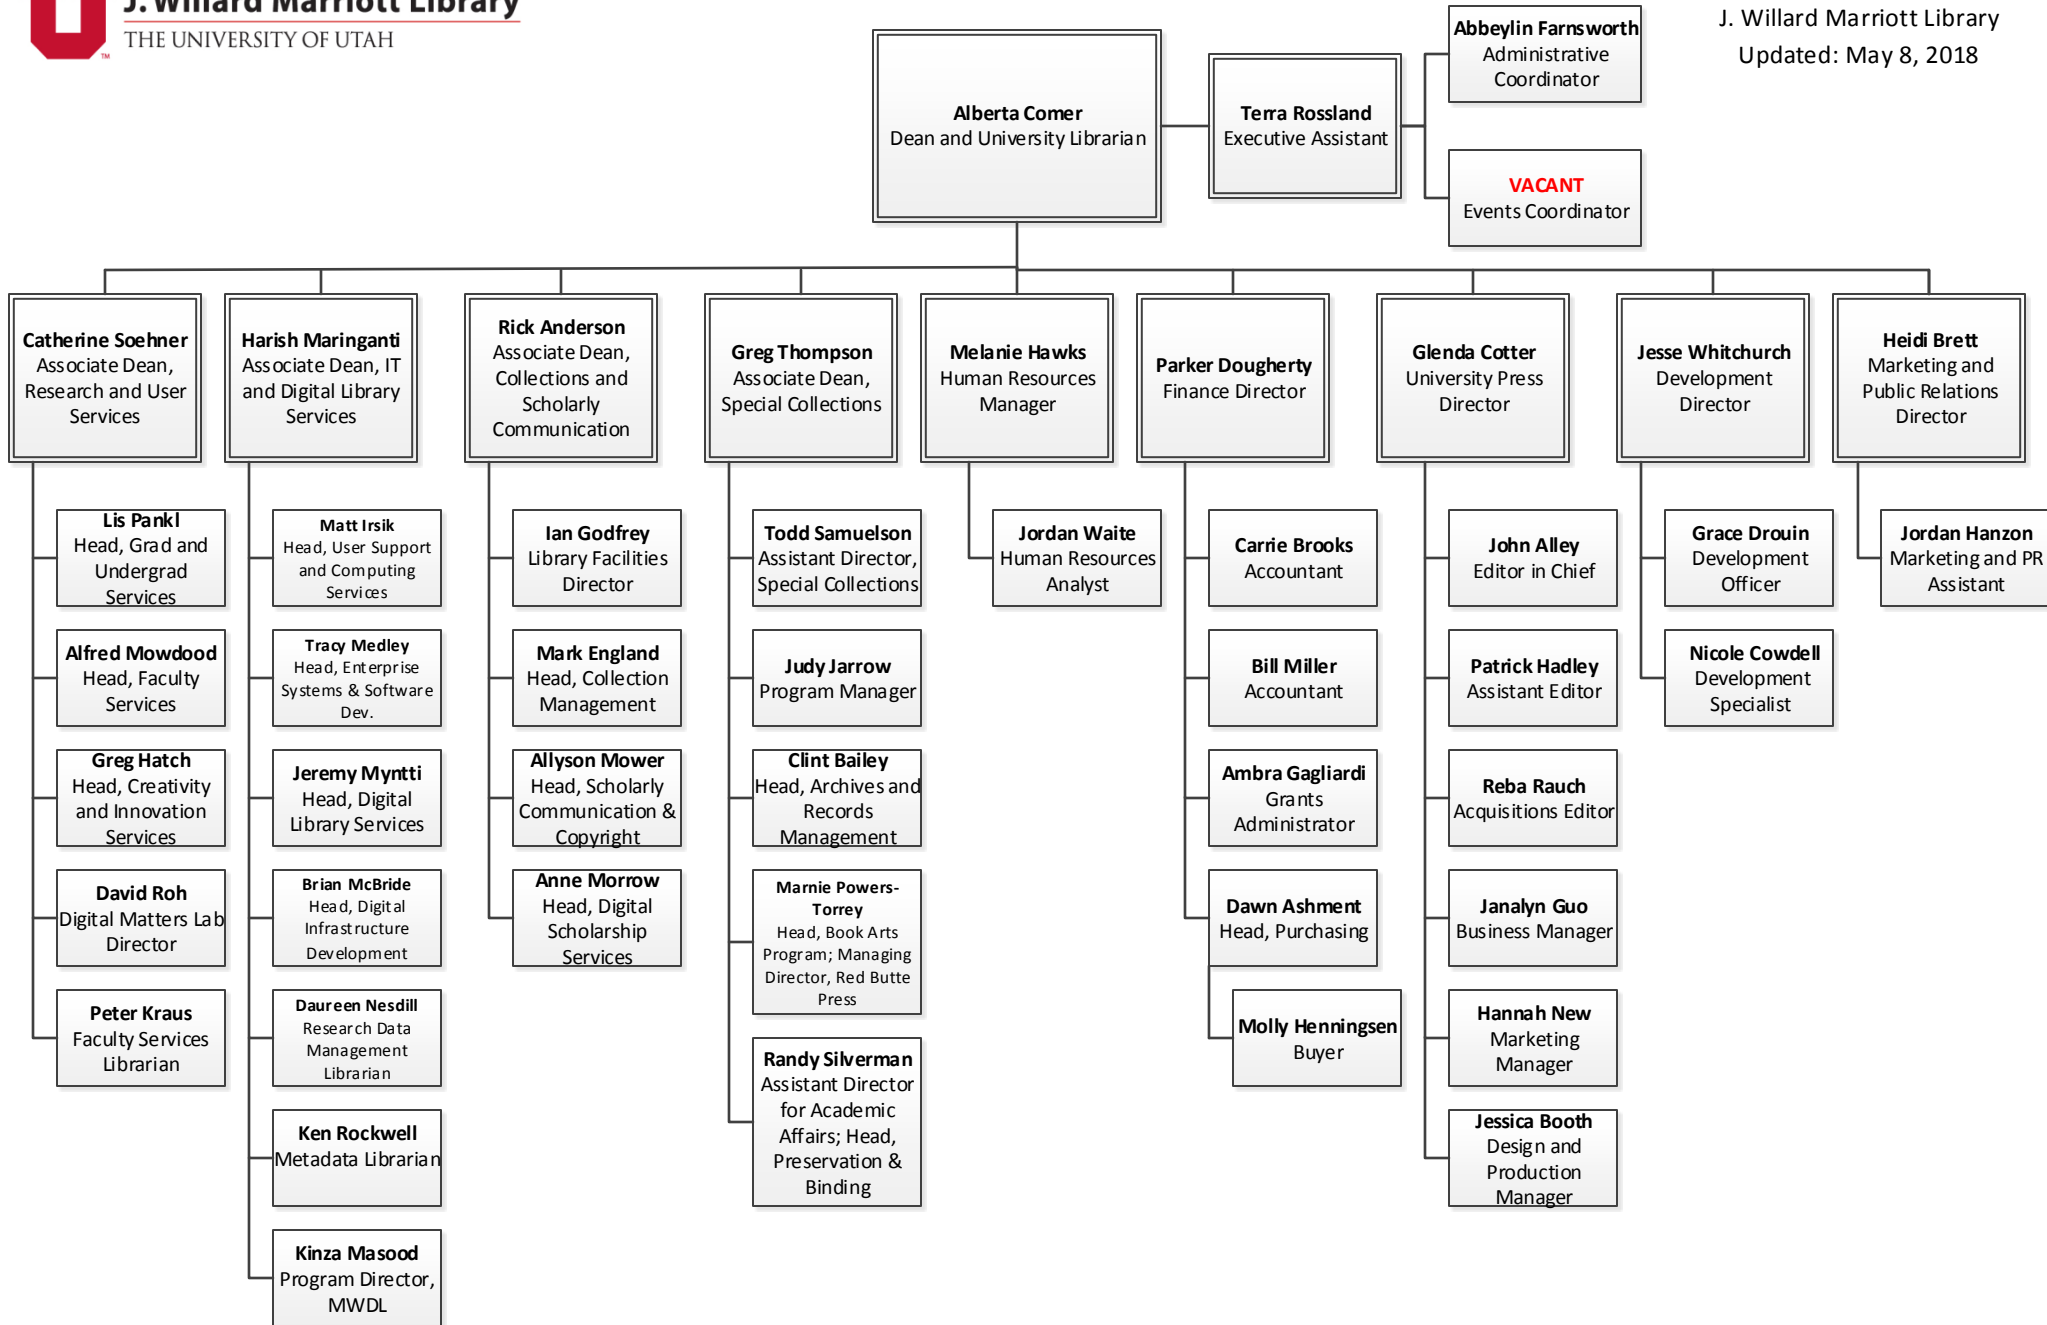 J. Willard Marriott Library
THE UNIVERSITY OF UTAH
TM
J. Willard Marriott Library
Updated: May 8, 2018
Alberta Comer
Dean and University Librarian
Terra Rossland
Executive Assistant
Abbeylin Farnsworth
Administrative
Coordinator
VACANT
Events Coordinator
Catherine Soehner
Associate Dean,
Research and User
Services
Lis Pankl
Head, Grad and
Undergrad
Services
Alfred Mowdood
Head, Faculty
Services
Greg Hatch
Head, Creativity
and Innovation
Services
David Roh
Digital Matters Lab
Director
Peter Kraus
Faculty Services
Librarian
Harish Maringanti
Associate Dean, IT
and Digital Library
Services
Matt Irsik
Head, User Support
and Computing
Services
Tracy Medley
Head, Enterprise
Systems & Software
Dev.
Jeremy Myntti
Head, Digital
Library Services
Brian McBride
Head, Digital
Infrastructure
Development
Daureen Nesdill
Research Data
Management
Librarian
Ken Rockwell
Metadata Librarian
Kinza Masood
Program Director,
MWDL
Rick Anderson
Associate Dean,
Collections and
Scholarly
Communication
Ian Godfrey
Library Facilities
Director
Mark England
Head, Collection
Management
Allyson Mower
Head, Scholarly
Communication &
Copyright
Anne Morrow
Head, Digital
Scholarship
Services
Greg Thompson
Associate Dean,
Special Collections
Todd Samuelson
Assistant Director,
Special Collections
Judy Jarrow
Program Manager
Clint Bailey
Head, Archives and
Records
Management
Marnie Powers-
Torrey
Head, Book Arts
Program; Managing
Director, Red Butte
Press
Randy Silverman
Assistant Director
for Academic
Affairs; Head,
Preservation &
Binding
Melanie Hawks
Human Resources
Manager
Jordan Waite
Human Resources
Analyst
Parker Dougherty
Finance Director
Carrie Brooks
Accountant
Bill Miller
Accountant
Ambra Gagliardi
Grants
Administrator
Dawn Ashment
Head, Purchasing
Molly Henningsen
Buyer
Glenda Cotter
University Press
Director
John Alley
Editor in Chief
Patrick Hadley
Assistant Editor
Reba Rauch
Acquisitions Editor
Janalyn Guo
Business Manager
Hannah New
Marketing
Manager
Jessica Booth
Design and
Production
Manager
Jesse Whitchurch
Development
Director
Grace Drouin
Development
Officer
Nicole Cowdell
Development
Specialist
Heidi Brett
Marketing and
Public Relations
Director
Jordan Hanzon
Marketing and PR
Assistant